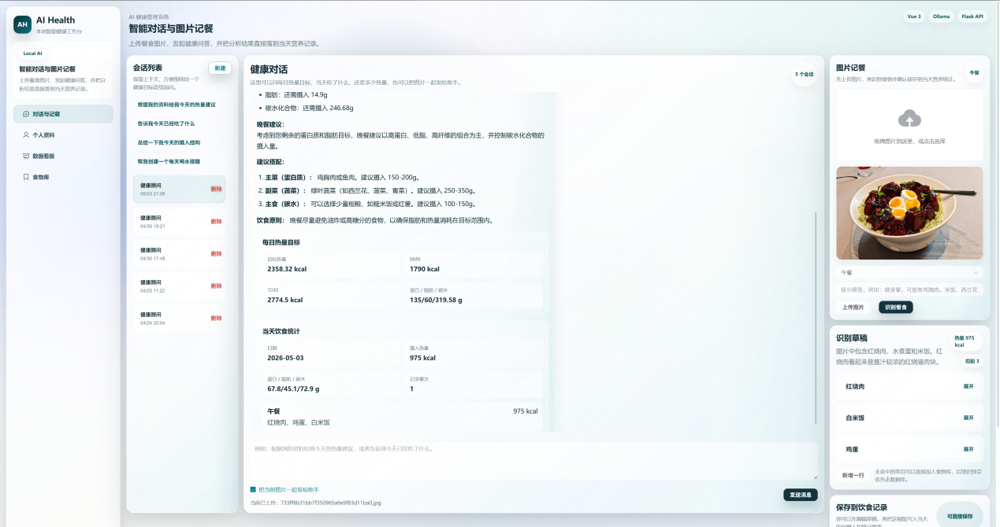 AH
AI Health
本地智能健康工作台
Local AI
智能对话与图片记餐
上传餐食图片、发起健康问答，并把分
析结果直接落到当天营养记录。
对话与记餐
个人资料
数据看板
食物库
AI 健康管理系统
智能对话与图片记餐
上传餐食图片、发起健康问答，并把分析结果直接落到当天营养记录。
Vue 3
Ollama
Flask API
会话列表
新建
保留上下文，方便围绕同一个
健康目标连续追问。
根据我的资料给我今天的热量建议
告诉我今天已经吃了什么
总结一下我今天的摄入结构
帮我创建一个每天喝水提醒
健康顾问
05/03 21:06
删除
健康顾问
04/30 19:21
删除
健康顾问
04/30 17:48
删除
健康顾问
04/25 11:22
删除
健康顾问
04/24 20:04
删除
健康对话
这里可以问每日热量目标、当天吃了什么、还差多少热量，也可以把图片一起发给助手。
5 个会话
• 脂肪：还需摄入 14.9g
• 碳水化合物：还需摄入 246.68g
晚餐建议：
考虑到您剩余的蛋白质和脂肪目标，晚餐建议以高蛋白、低脂、高纤维的组合为主，并控制碳水化合物的
摄入量。
建议搭配：
1. 主菜（蛋白质）： 鸡胸肉或鱼肉。建议摄入 150-200g。
2. 副菜（蔬菜）： 绿叶蔬菜（如西兰花、菠菜、青菜）。建议摄入 250-350g。
3. 主食（碳水）： 可以选择少量粗粮，如糙米饭或红薯。建议摄入 100-150g。
饮食原则： 晚餐尽量避免油炸或高糖分的食物，以确保脂肪和热量消耗在目标范围内。
每日热量目标
目标热量
2358.32 kcal
BMR
1790 kcal
TDEE
2774.5 kcal
蛋白 / 脂肪 / 碳水
135/60/319.58 g
当天饮食统计
日期
2026-05-03
摄入热量
975 kcal
蛋白 / 脂肪 / 碳水
67.8/45.1/72.9 g
记录餐次
1
午餐
975 kcal
红烧肉、鸡蛋、白米饭
例如：根据我的资料给我今天的热量建议，或者告诉我今天已经吃了什么。
把当前图片一起发给助手
当前已上传：733ff8b31bb7f350965a6e9f83d11ba0.jpg
发送消息
图片记餐
先上传图片，再识别食物并确认保存到当天营养统计。
午餐
拖拽图片到这里，或点击选择
午餐
提示模型，例如：健身餐，可能有鸡胸肉、米饭、西兰花
上传图片
识别餐食
识别草稿
热量 975
kcal
图片中包含红烧肉、水煮蛋和米饭。红
烧肉看起来是酱汁较浓的红烧猪肉块。
匹配 3
红烧肉
展开
白米饭
展开
鸡蛋
展开
新增一行
未命中的条目可以直接加入食物库，后续识别会
优先走数据库。
保存到饮食记录
你可以先编辑草稿，再把这顿饭写入当天
可直接保存